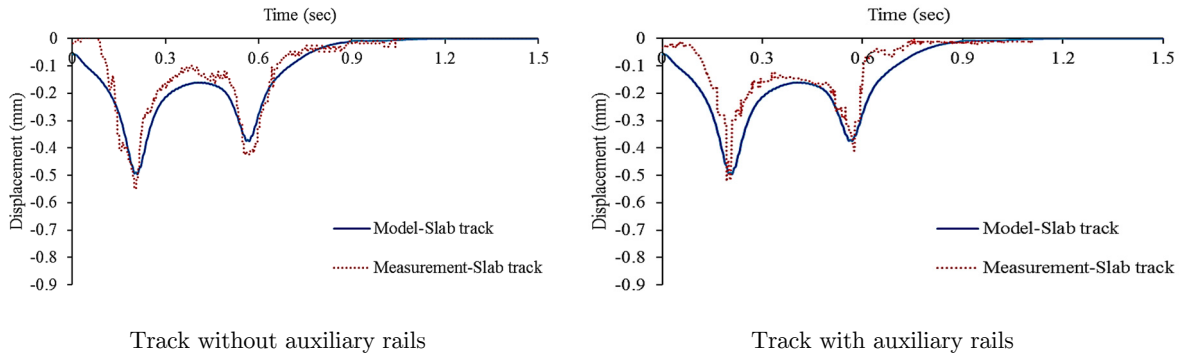 Time (sec)
0
0 0.3 0.6 0.9 1.2 1.5
-0.1
-0.2
-0.3
-0.4
-0.5
-0.6
-0.7
-0.8
-0.9
Displacement (mm)
Model-Slab track
Measurement-Slab track
Track without auxiliary rails
Time (sec)
0
0 0.3 0.6 0.9 1.2 1.5
-0.1
-0.2
-0.3
-0.4
-0.5
-0.6
-0.7
-0.8
-0.9
Displacement (mm)
Model-Slab track
Measurement-Slab track
Track with auxiliary rails